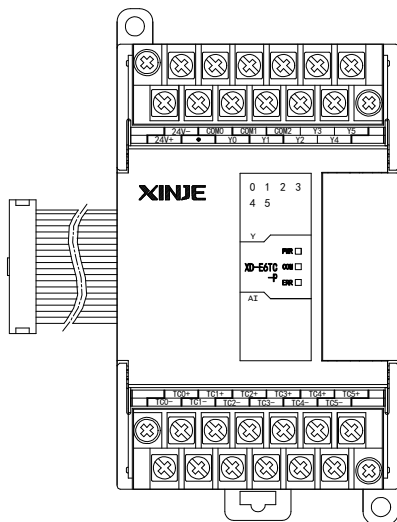 24V- COM0 COM1 COM2 Y3 Y5
24V+ • Y0 Y1 Y2 Y4
XINJE
0 1 2 3
4 5
Y
PWR
XD-E6TC COM
-P
ERR
AI
TC0+ TC1+ TC2+ TC3+ TC4+ TC5+
TC0- TC1- TC2- TC3- TC4- TC5-